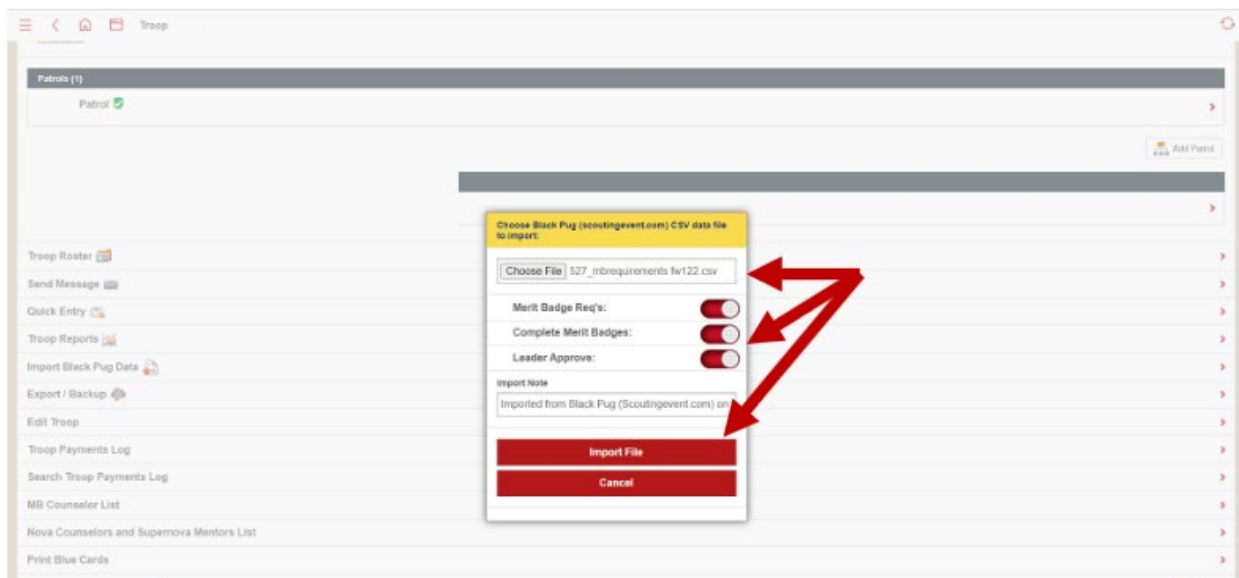 Troop
Patrols (1)
Patrol
Add Patrol
Choose Black Pug (scoutingevent.com) CSV data file
to import:
Choose File 527_mbrequirements fw122.csv
Merit Badge Req's:
Complete Merit Badges:
Leader Approve:
Import Note
Imported from Black Pug (Scoutingevent.com) on
Import File
Cancel
Troop Roster
Send Message
Quick Entry
Troop Reports
Import Black Pug Data
Export / Backup
Edit Troop
Troop Payments Log
Search Troop Payments Log
MB Counselor List
Nova Counselors and Supernova Mentors List
Print Blue Cards